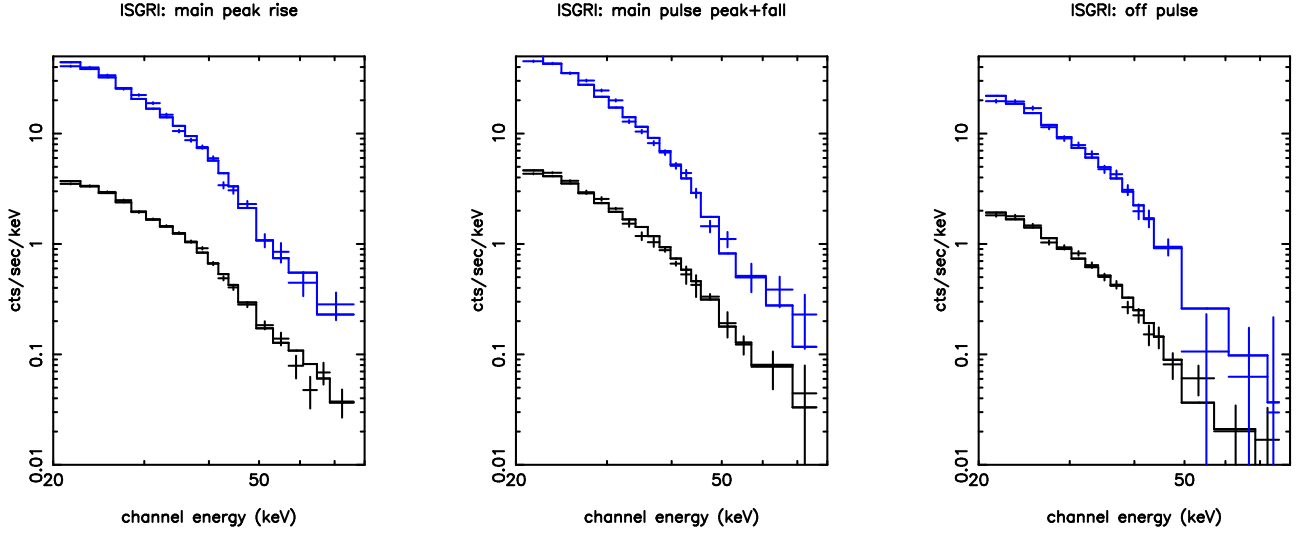 ISGRI: main peak rise
ISGRI: main pulse peak+fall
ISGRI: off pulse
cts/sec/keV
10
1
0.1
0.01
20
50
channel energy (keV)
cts/sec/keV
10
1
0.1
0.01
20
50
channel energy (keV)
cts/sec/keV
10
1
0.1
0.01
20
50
channel energy (keV)